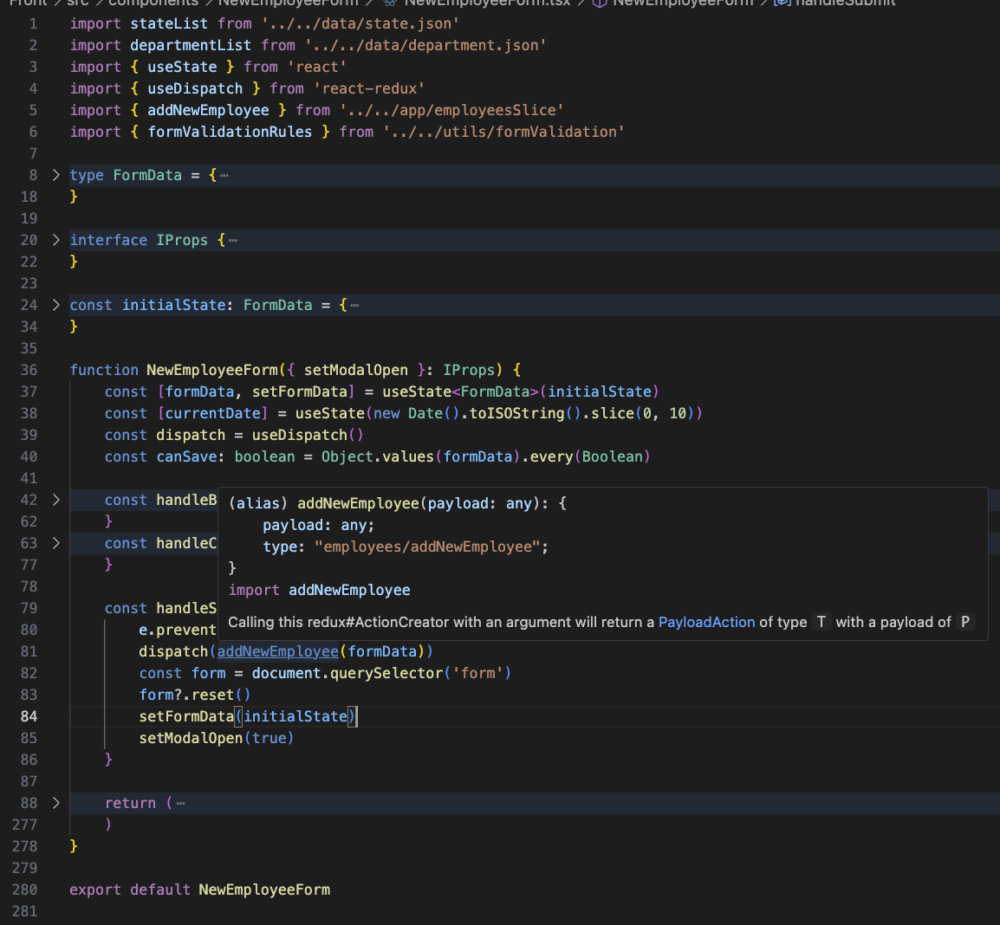 Front > src > components > NewEmployeeForm > NewEmployeeForm.tsx > NewEmployeeForm > handleSubmit
1 import stateList from '../../data/state.json'
2 import departmentList from '../../data/department.json'
3 import { useState } from 'react'
4 import { useDispatch } from 'react-redux'
5 import { addNewEmployee } from '../../app/employeesSlice'
6 import { formValidationRules } from '../../utils/formValidation'
7
8 > type FormData = {⋯
18 }
19
20 > interface IProps {⋯
22 }
23
24 > const initialState: FormData = {⋯
34 }
35
36 function NewEmployeeForm({ setModalOpen }: IProps) {
37 const [formData, setFormData] = useState<FormData>(initialState)
38 const [currentDate] = useState(new Date().toISOString().slice(0, 10))
39 const dispatch = useDispatch()
40 const canSave: boolean = Object.values(formData).every(Boolean)
41
42 > const handleB
62 }
63 > const handleC
77 }
78
79 const handleS
80 e.prevent
(alias) addNewEmployee(payload: any): {
payload: any;
type: "employees/addNewEmployee";
}
import addNewEmployee
Calling this redux#ActionCreator with an argument will return a PayloadAction of type T with a payload of P
81 dispatch(addNewEmployee(formData))
82 const form = document.querySelector('form')
83 form?.reset()
84 setFormData(initialState)
85 setModalOpen(true)
86 }
87
88 > return (⋯
277 )
278 }
279
280 export default NewEmployeeForm
281